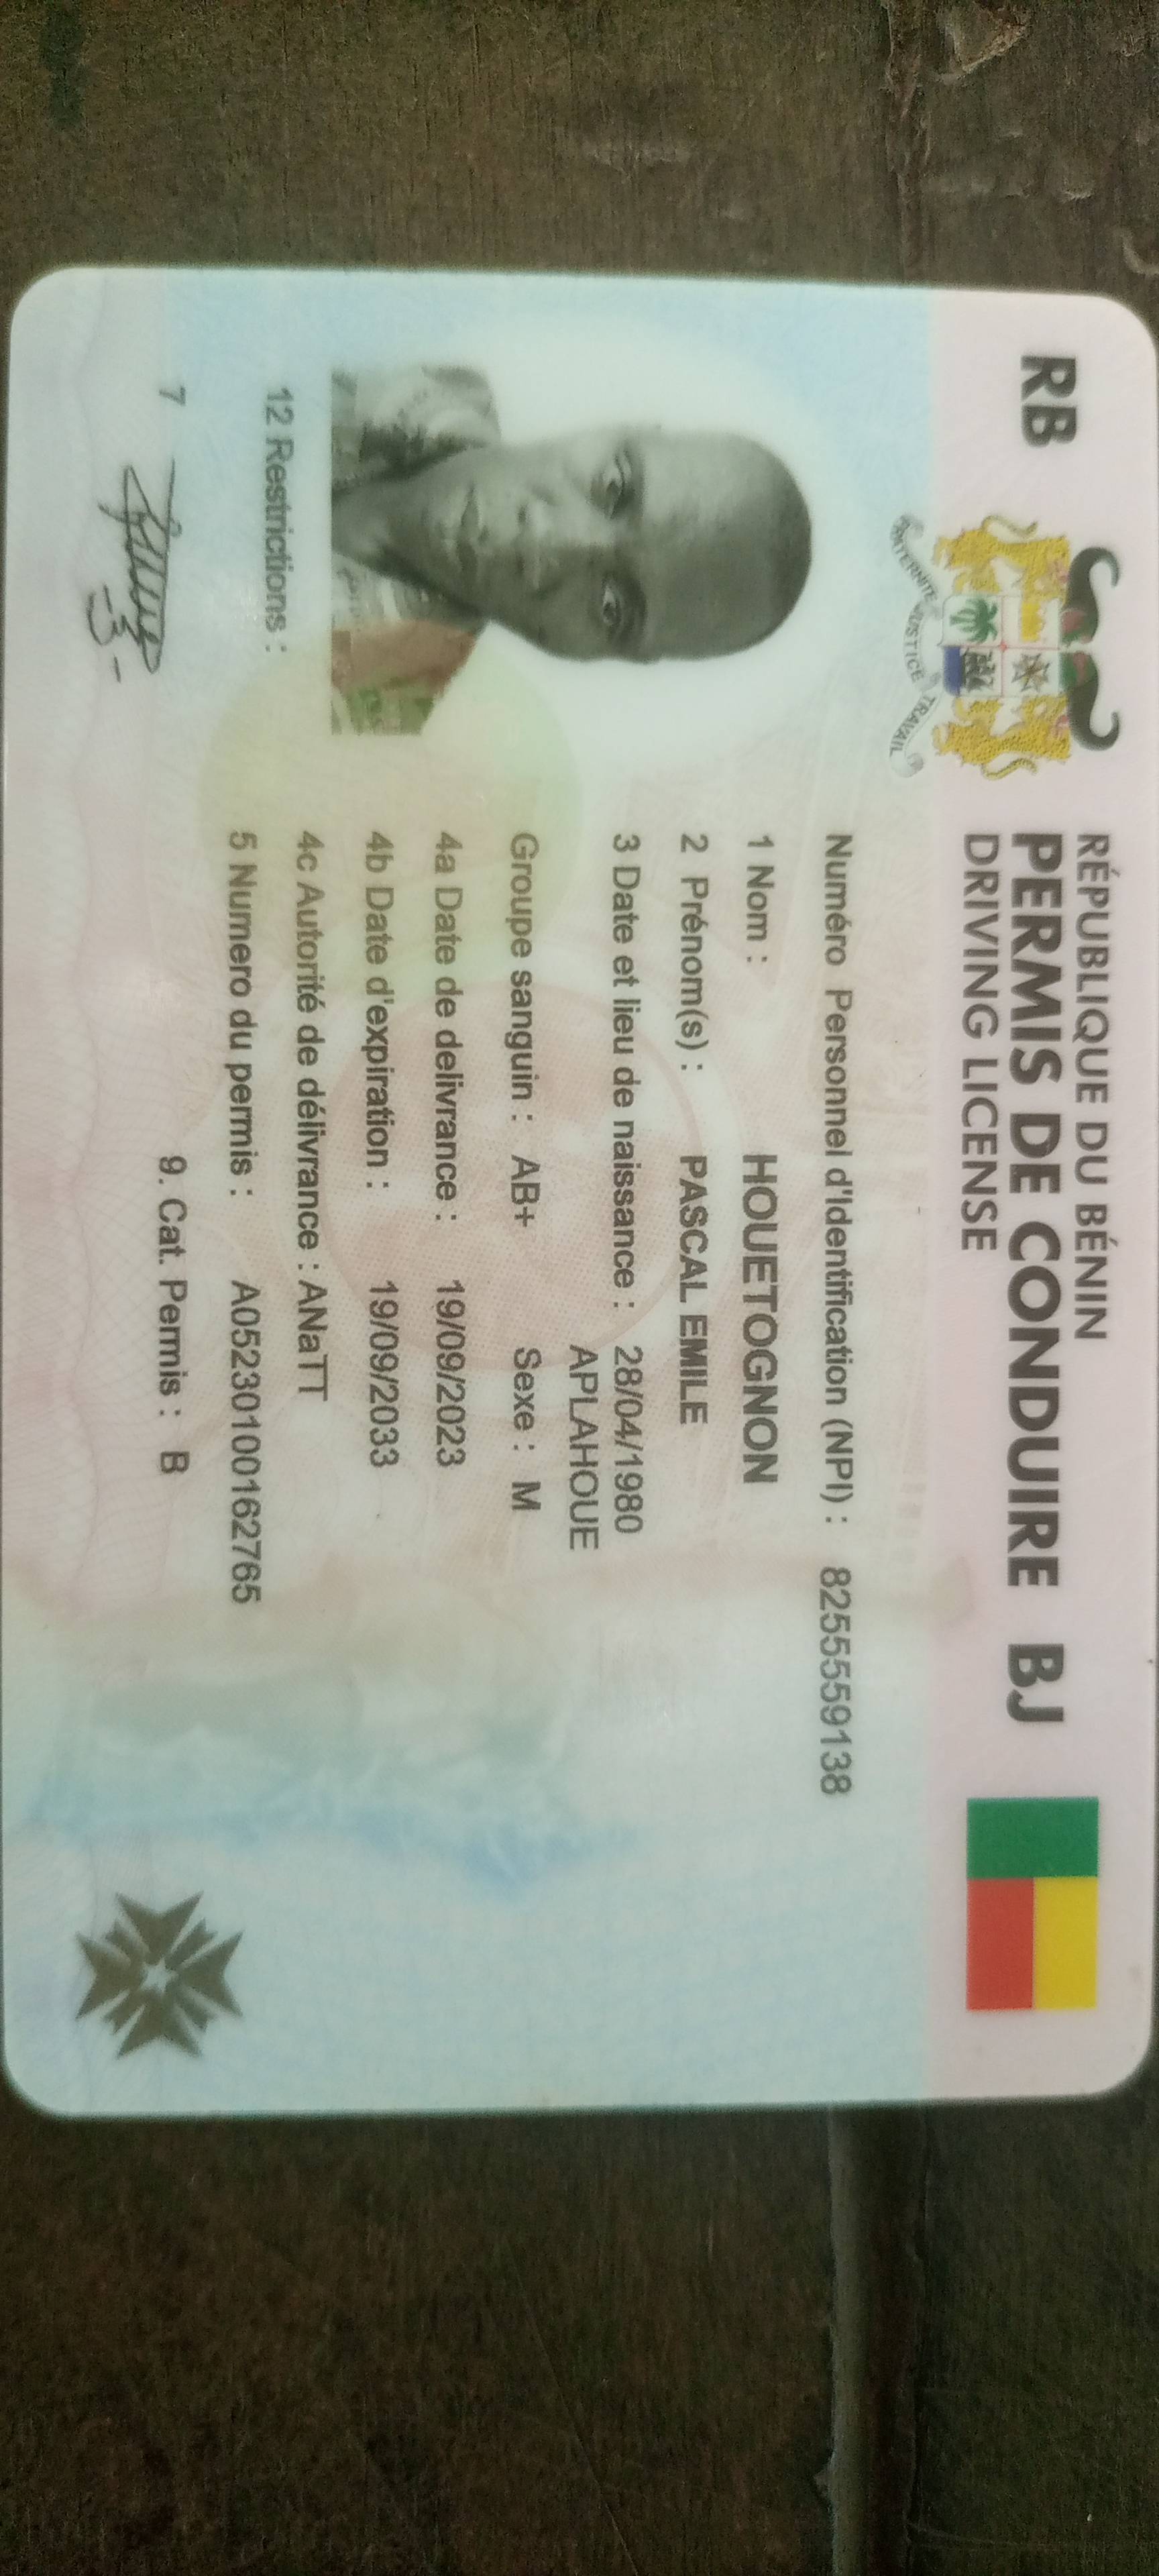 RB
RÉPUBLIQUE DU BÉNIN
PERMIS DE CONDUIRE BJ
DRIVING LICENSE
FRATERNITE JUSTICE TRAVAIL
Numéro Personnel d'Identification (NPI) : 8255559138
1 Nom : HOUETOGNON
2 Prénom(s) : PASCAL EMILE
3 Date et lieu de naissance : 28/04/1980
APLAHOUE
Groupe sanguin : AB+ Sexe : M
4a Date de delivrance : 19/09/2023
4b Date d'expiration : 19/09/2033
4c Autorité de délivrance : ANaTT
5 Numero du permis : A05230100162765
12 Restrictions :
9. Cat. Permis : B
7